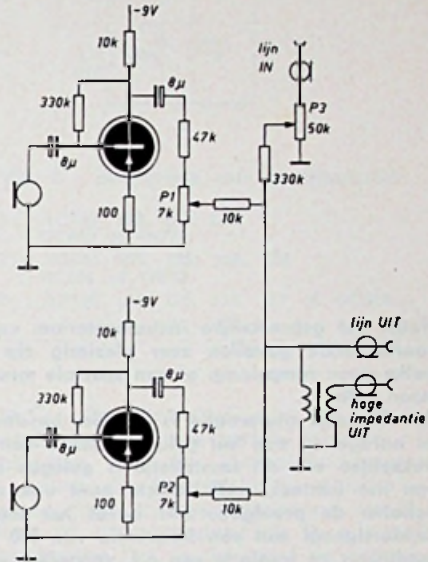 -9V
10k
330k
8µ
8µ
47k
100
P1
7k
10k
lijn
IN
P3
50k
330k
-9V
10k
330k
8µ
8µ
47k
100
P2
7k
10k
lijn UIT
hoge
impedantie
UIT